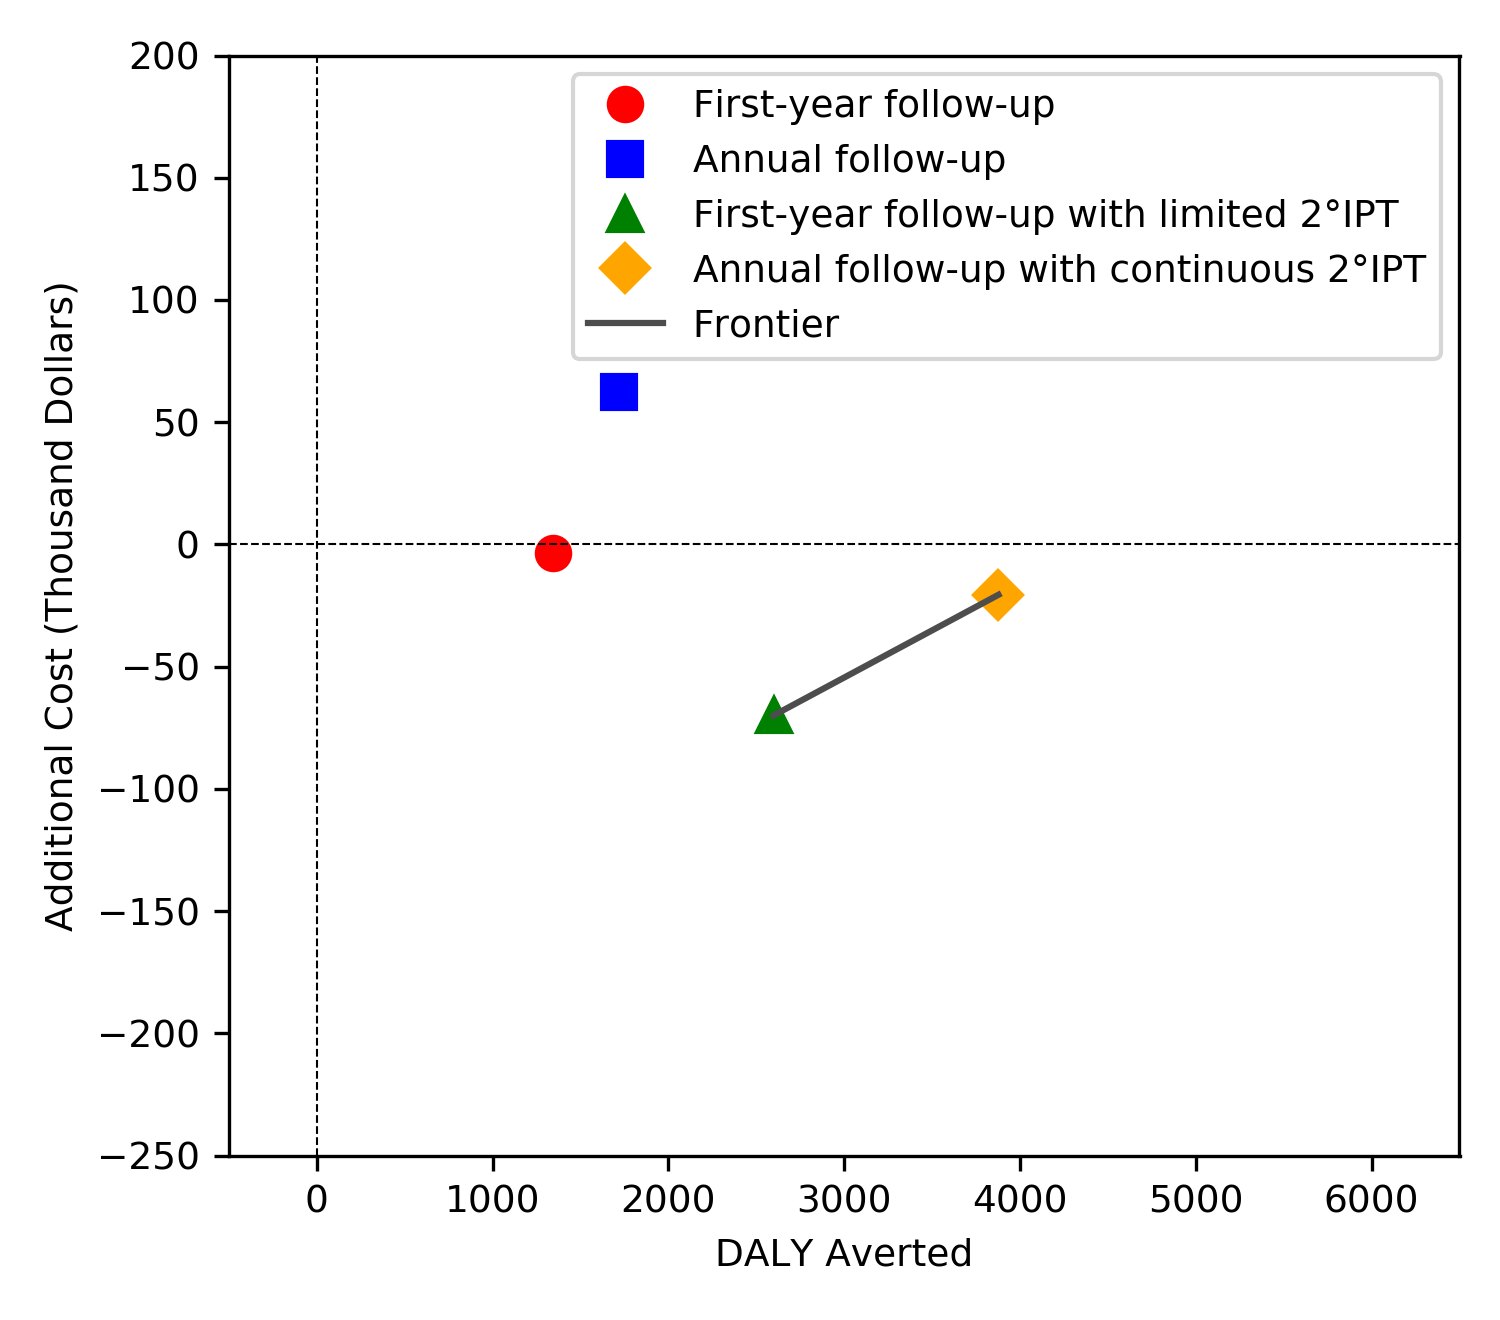 200
150
100
50
0
−50
−100
−150
−200
−250
Additional Cost (Thousand Dollars)
First-year follow-up
Annual follow-up
First-year follow-up with limited 2°IPT
Annual follow-up with continuous 2°IPT
Frontier
0 1000 2000 3000 4000 5000 6000
DALY Averted